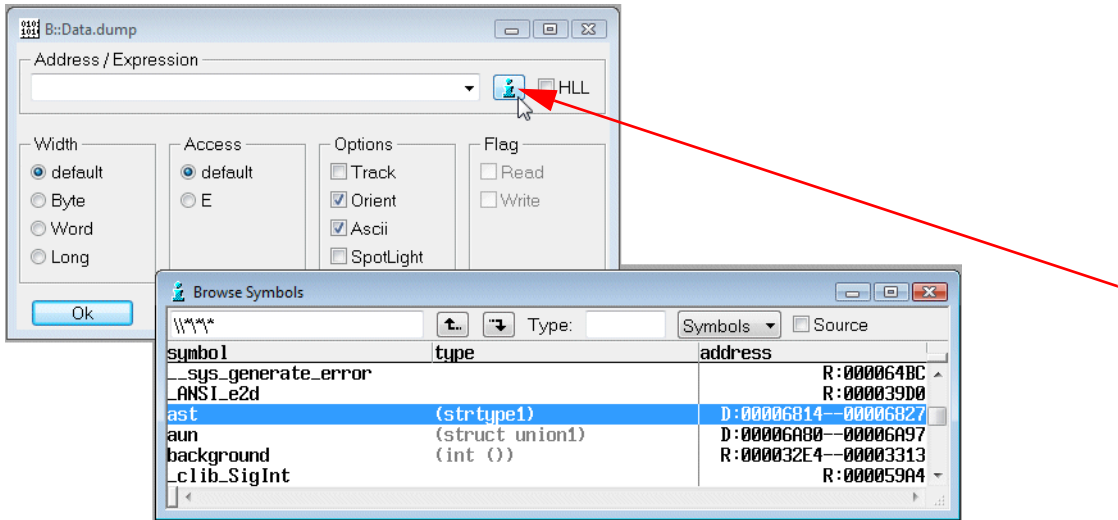 B::Data.dump
Address / Expression
HLL
Width Access Options Flag
default default Track Read
Byte E Orient Write
Word Ascii
Long SpotLight
Ok
Browse Symbols
\\*\*\* Type: Symbols Source
symbol type address
__sys_generate_error R:000064BC
_ANSI_e2d R:000039D0
ast (strtype1) D:00006814--00006827
aun (struct union1) D:00006A80--00006A97
background (int ()) R:000032E4--00003313
_clib_SigInt R:000059A4